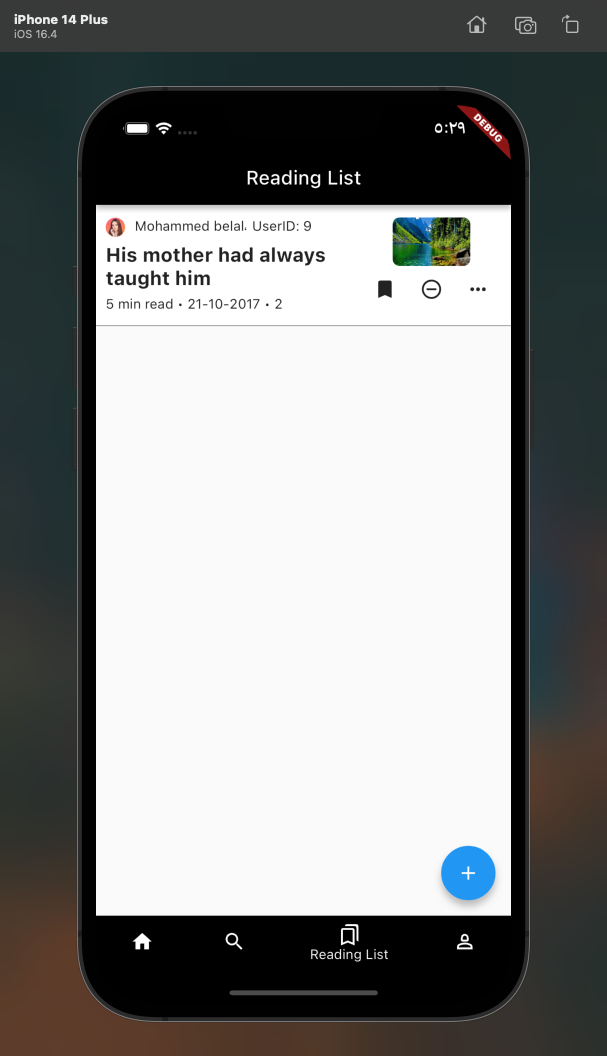 iPhone 14 Plus
iOS 16.4
٥:٢٩
DEBUG
Reading List
Mohammed belal. UserID: 9
His mother had always
taught him
5 min read • 21-10-2017 • 2
Reading List